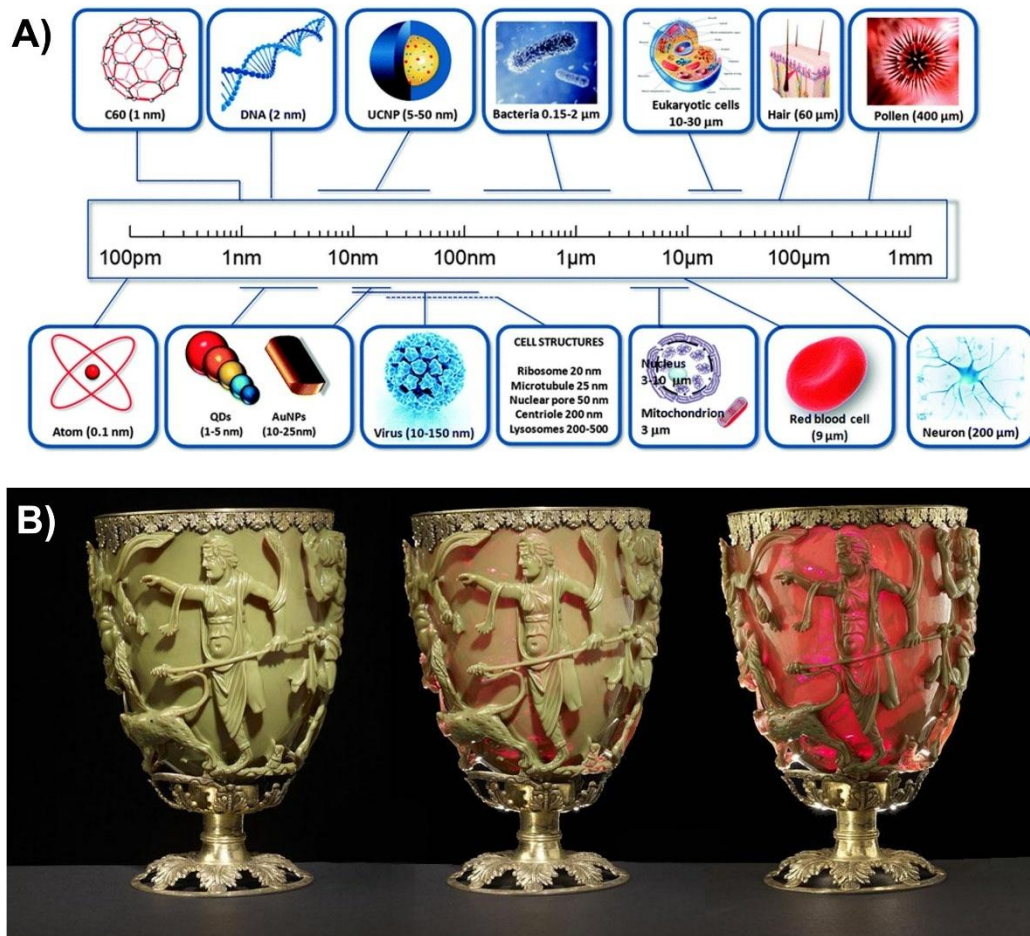 A)
C60 (1 nm)
DNA (2 nm)
UCNP (5-50 nm)
Bacteria 0.15-2 µm
Eukaryotic cells
10-30 µm
Hair (60 µm)
Pollen (400 µm)
100pm 1nm 10nm 100nm 1µm 10µm 100µm 1mm
Atom (0.1 nm)
QDs
(1-5 nm)
AuNPs
(10-25nm)
Virus (10-150 nm)
CELL STRUCTURES
Ribosome 20 nm
Microtubule 25 nm
Nuclear pore 50 nm
Centriole 200 nm
Lysosomes 200-500
Nucleus
3-10 µm
Mitochondrion
3 µm
Red blood cell
(9 µm)
Neuron (200 µm)
B)